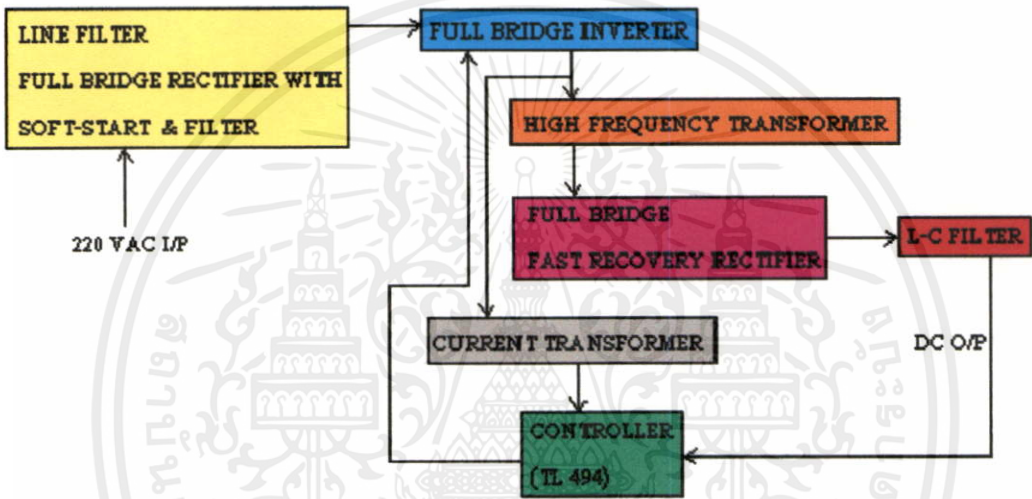 LINE FILTER
FULL BRIDGE RECTIFIER WITH
SOFT-START & FILTER
FULL BRIDGE INVERTER
HIGH FREQUENCY TRANSFORMER
220 VAC I/P
FULL BRIDGE
FAST RECOVERY RECTIFIER
L-C FILTER
CURRENT TRANSFORMER
DC O/P
CONTROLLER
(TL 494)